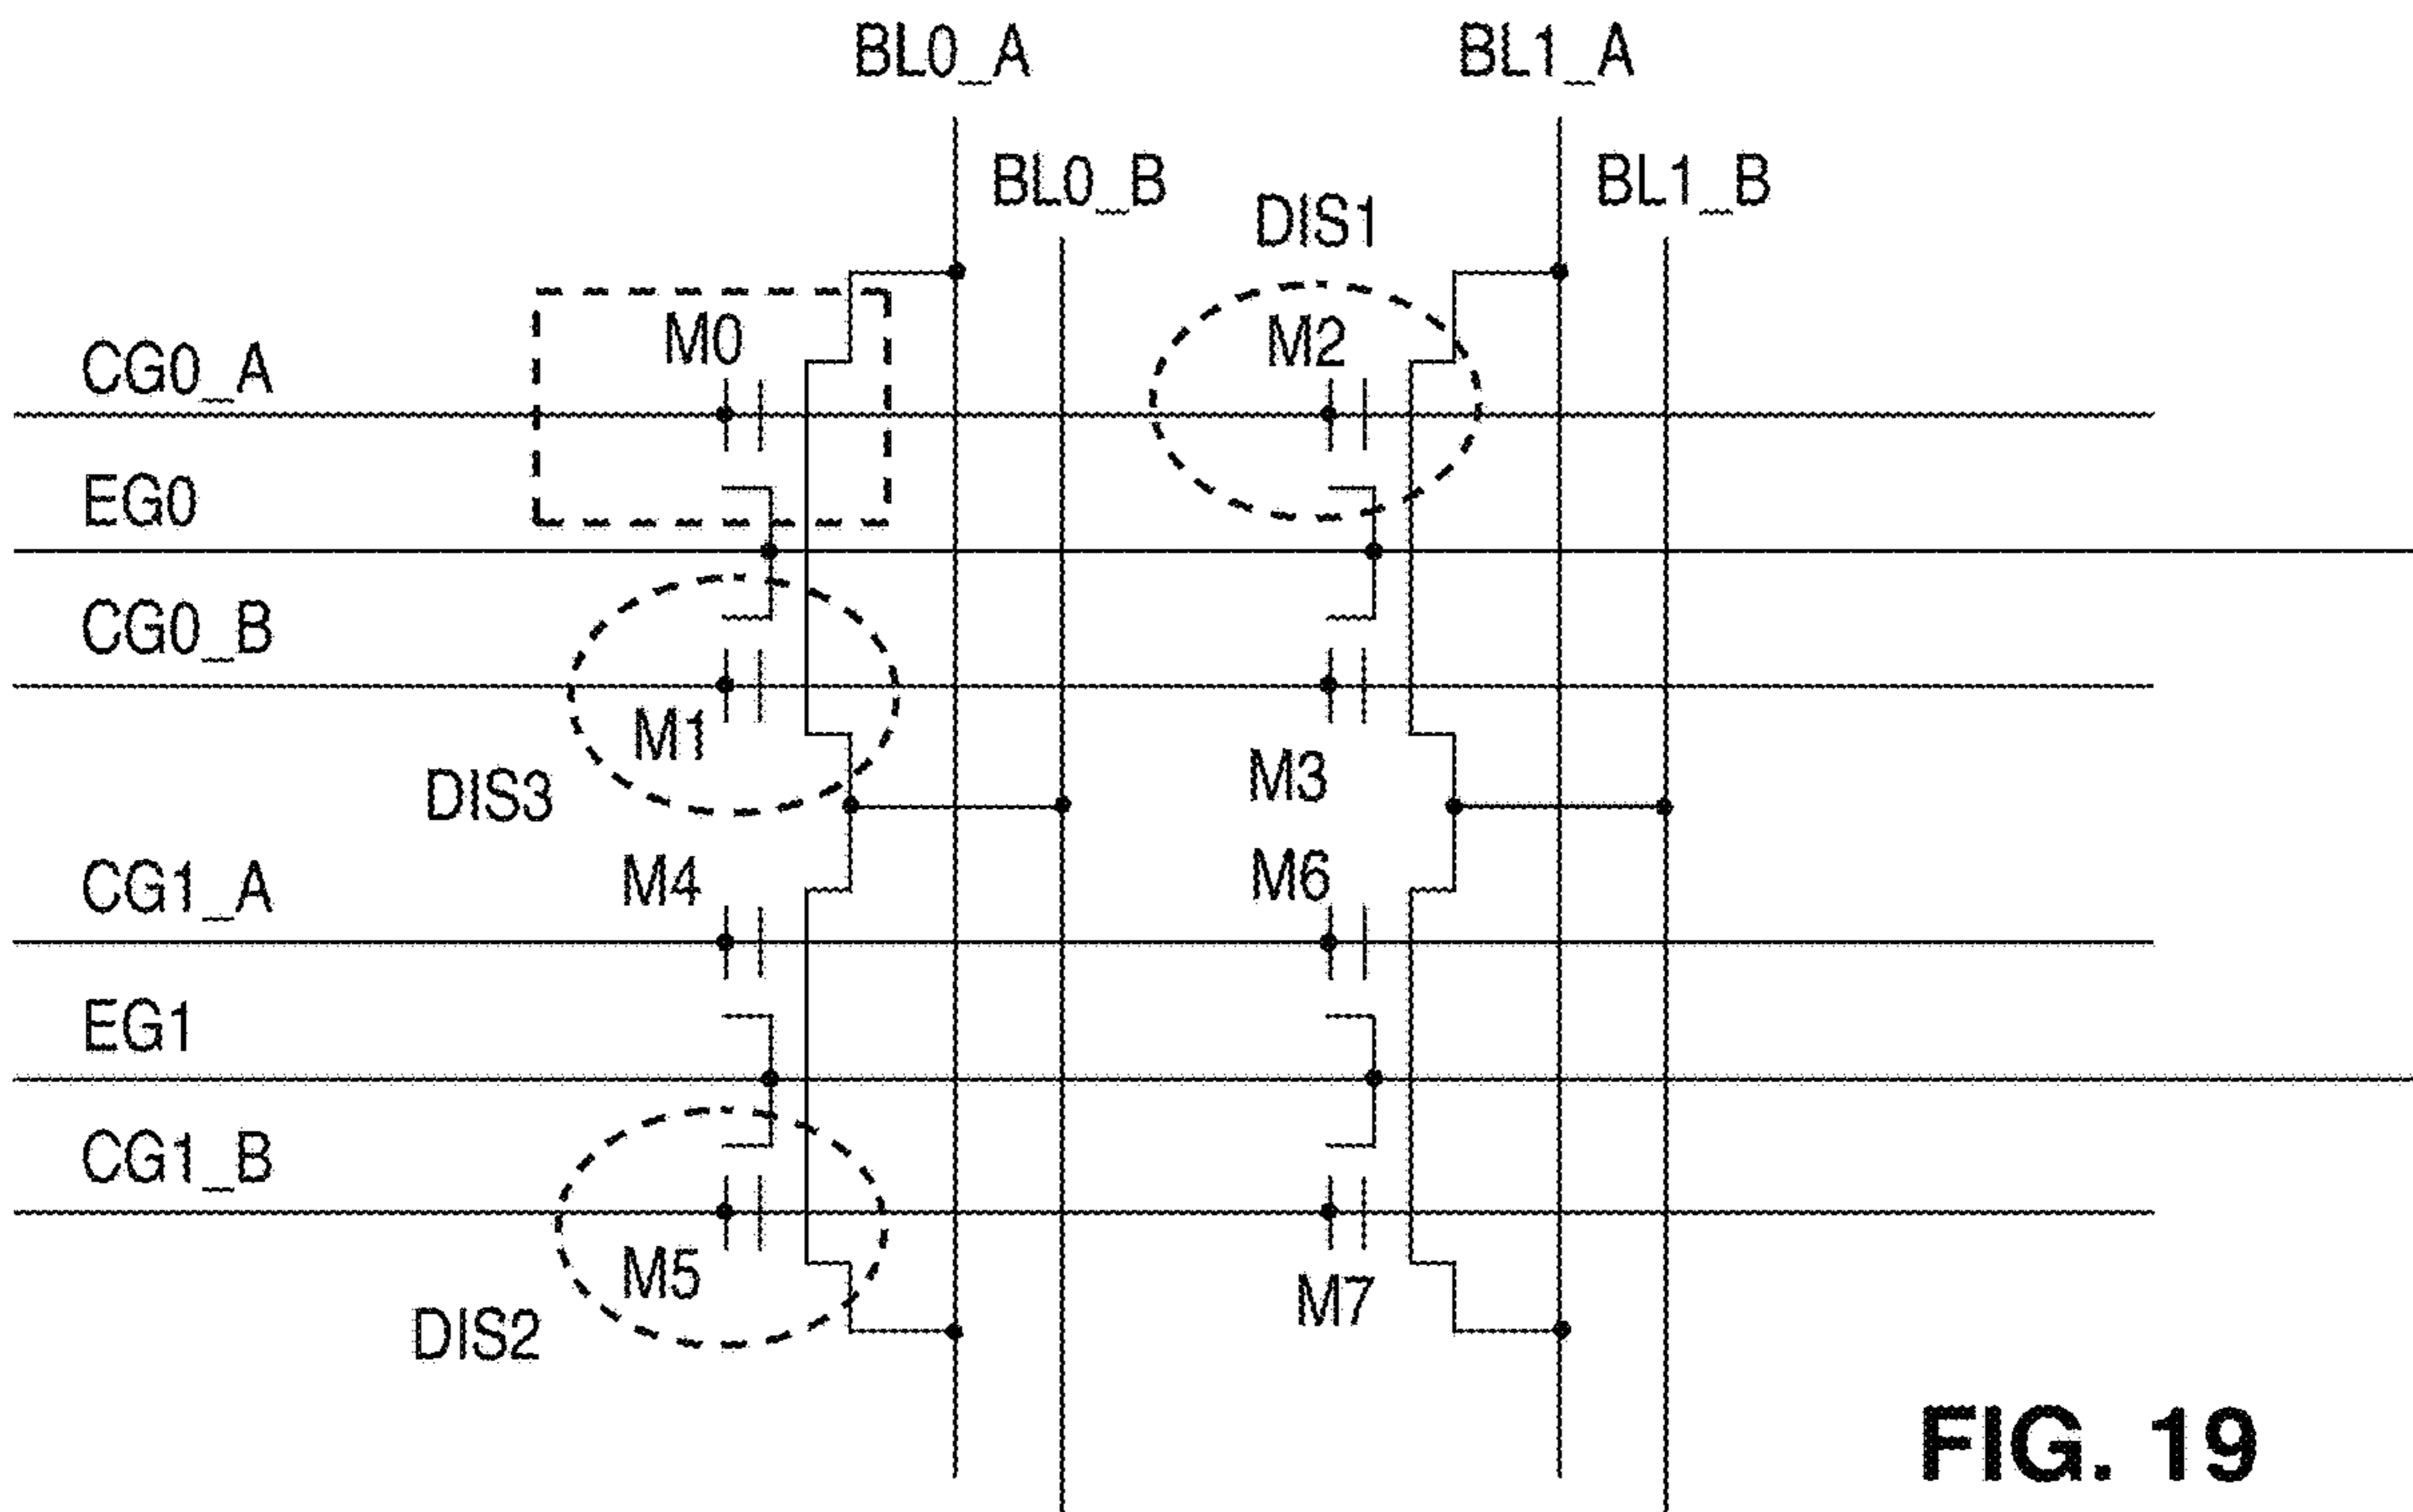 BL0_A BL1_A
BL0_B BL1_B
DIS1
M0 M2
CG0_A
EG0
CG0_B
M1 M3
DIS3
M4 M6
CG1_A
EG1
CG1_B
M5 M7
DIS2
FIG. 19